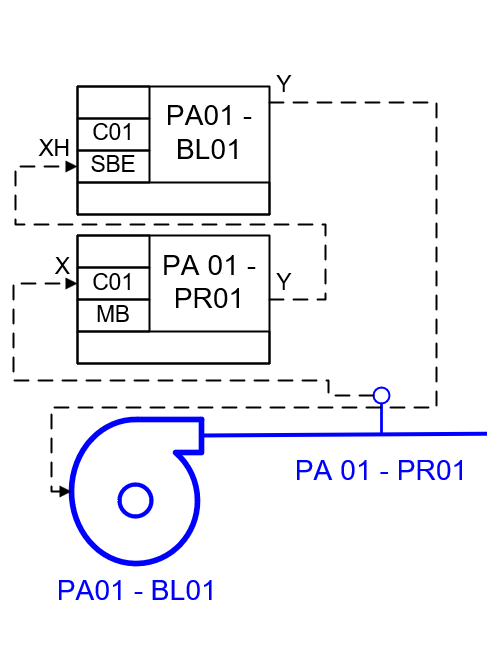 Y
PA01 -
BL01
C01
XH
SBE
X
PA 01 -
PR01
Y
C01
MB
PA 01 - PR01
PA01 - BL01